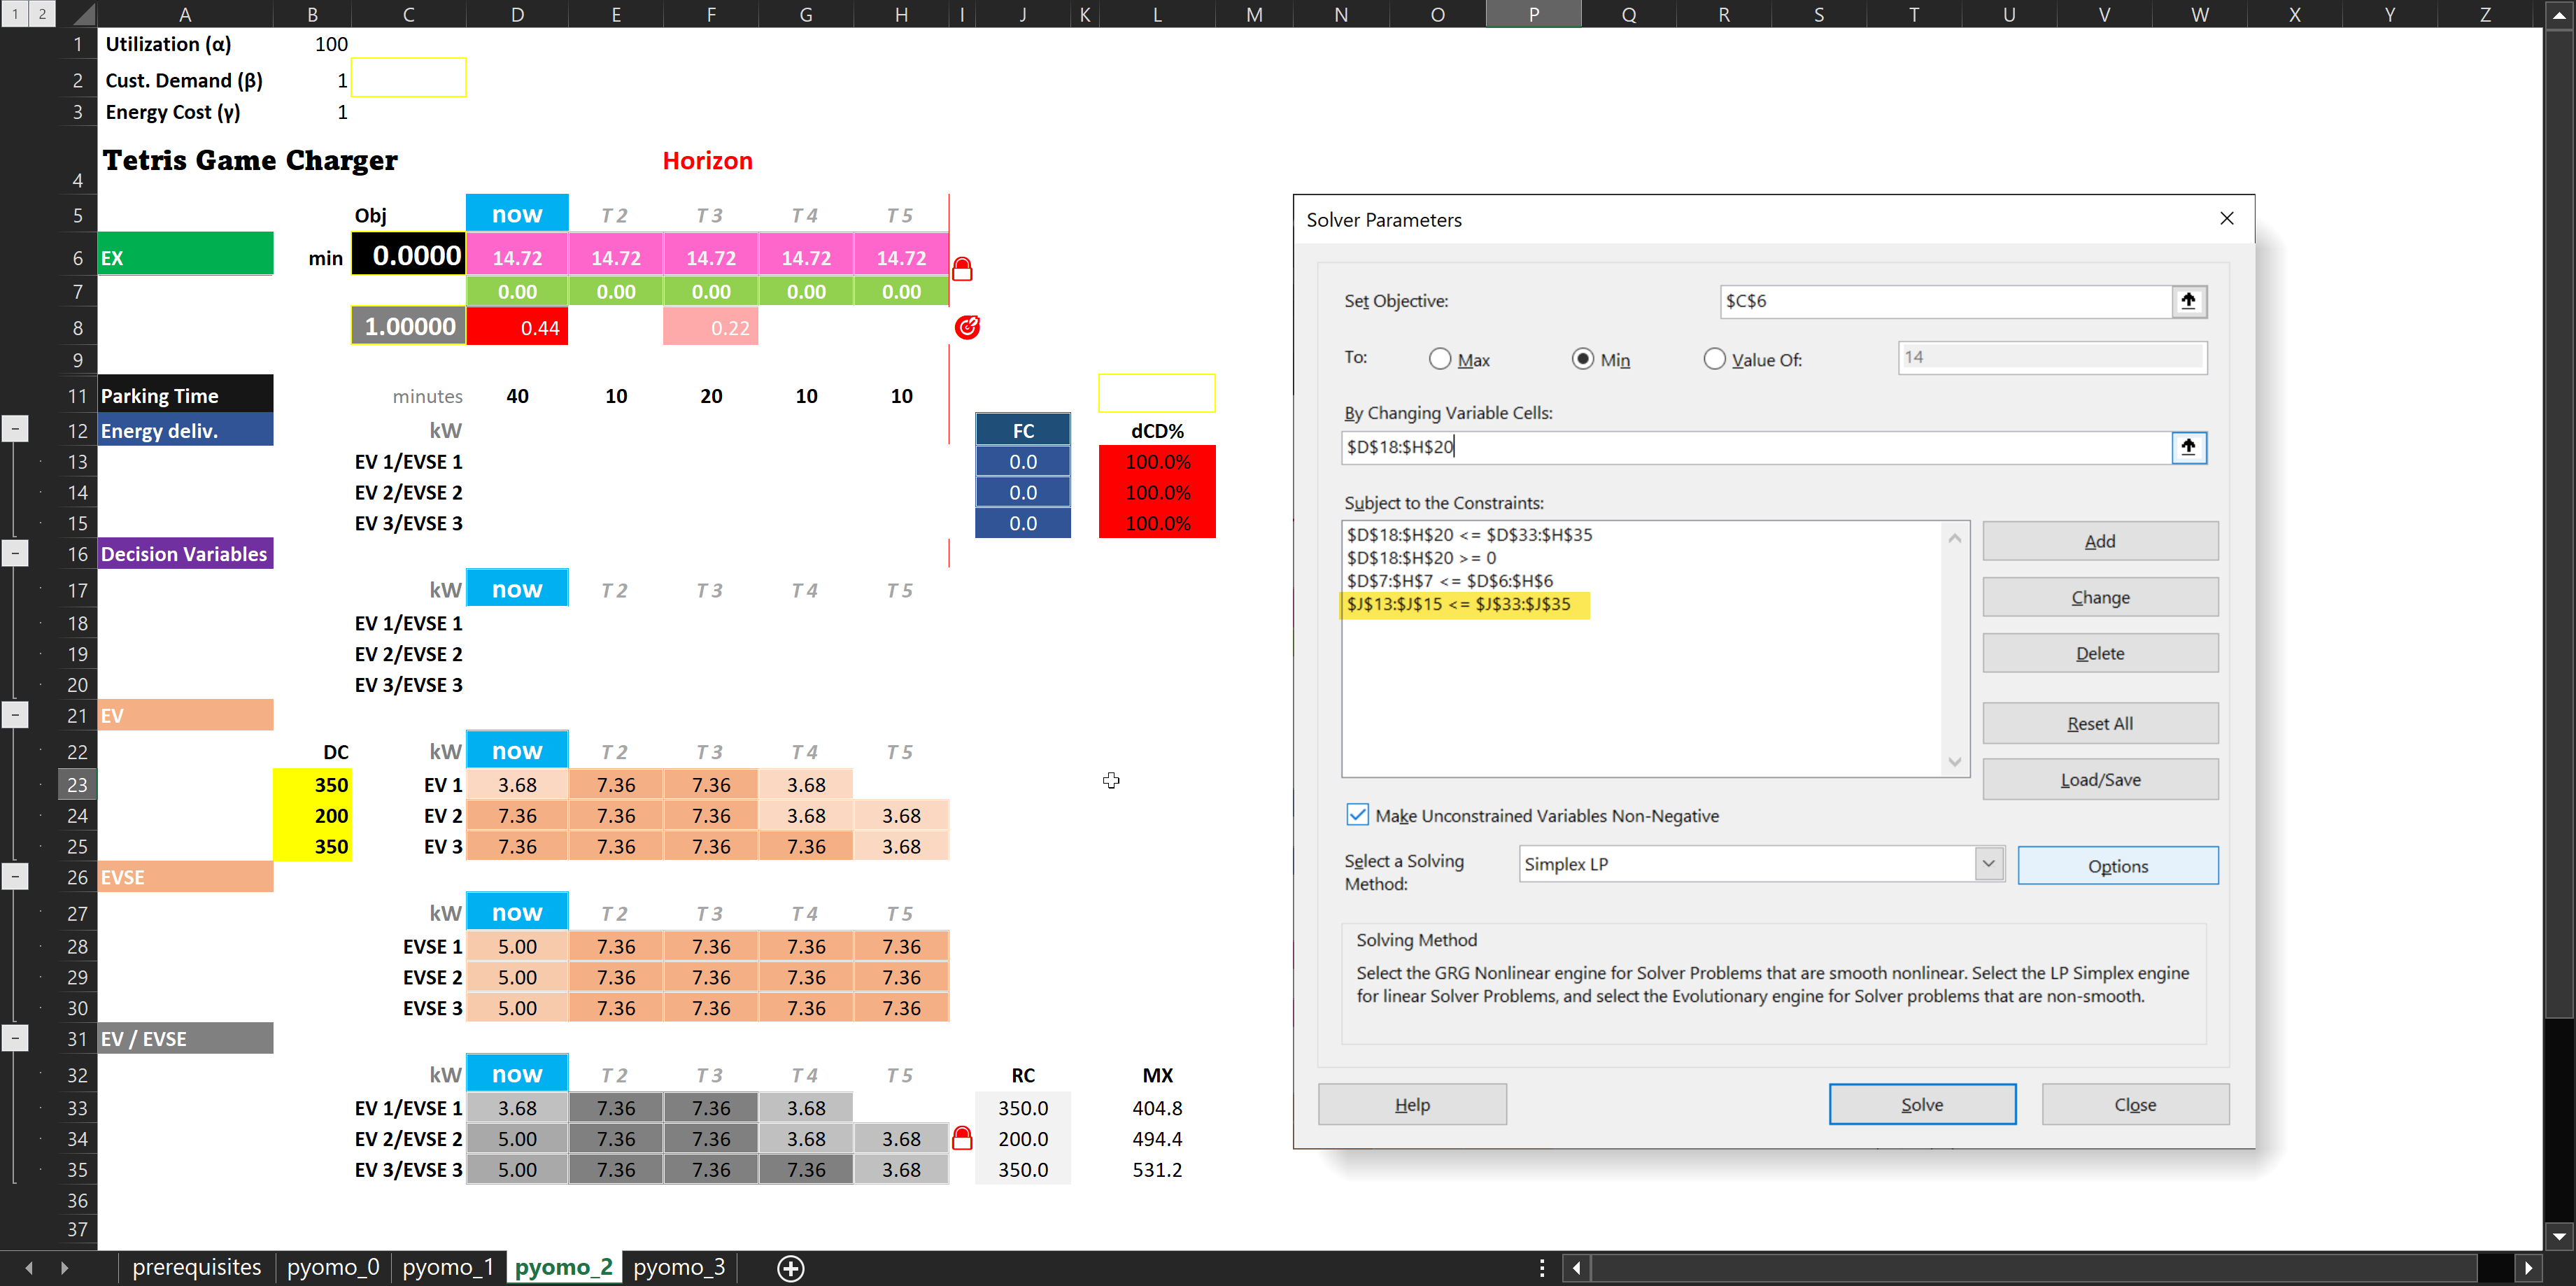 1 2 A B C D E F G H I J K L M N O P Q R S T U V W X Y Z
1 Utilization (α) 100
2 Cust. Demand (β) 1
3 Energy Cost (γ) 1
4 Tetris Game Charger Horizon
5 Obj now T 2 T 3 T 4 T 5
6 EX min 0.0000 14.72 14.72 14.72 14.72 14.72
7 0.00 0.00 0.00 0.00 0.00
8 1.00000 0.44 0.22
9
11 Parking Time minutes 40 10 20 10 10
12 Energy deliv. kW FC dCD%
13 EV 1/EVSE 1 0.0 100.0%
14 EV 2/EVSE 2 0.0 100.0%
15 EV 3/EVSE 3 0.0 100.0%
16 Decision Variables
17 kW now T 2 T 3 T 4 T 5
18 EV 1/EVSE 1
19 EV 2/EVSE 2
20 EV 3/EVSE 3
21 EV
22 DC kW now T 2 T 3 T 4 T 5
23 350 EV 1 3.68 7.36 7.36 3.68
24 200 EV 2 7.36 7.36 7.36 3.68 3.68
25 350 EV 3 7.36 7.36 7.36 7.36 3.68
26 EVSE
27 kW now T 2 T 3 T 4 T 5
28 EVSE 1 5.00 7.36 7.36 7.36 7.36
29 EVSE 2 5.00 7.36 7.36 7.36 7.36
30 EVSE 3 5.00 7.36 7.36 7.36 7.36
31 EV / EVSE
32 kW now T 2 T 3 T 4 T 5 RC MX
33 EV 1/EVSE 1 3.68 7.36 7.36 3.68 350.0 404.8
34 EV 2/EVSE 2 5.00 7.36 7.36 3.68 3.68 200.0 494.4
35 EV 3/EVSE 3 5.00 7.36 7.36 7.36 3.68 350.0 531.2
36
37
Solver Parameters
Set Objective: $C$6
To: Max Min Value Of: 14
By Changing Variable Cells:
$D$18:$H$20
Subject to the Constraints:
$D$18:$H$20 <= $D$33:$H$35
$D$18:$H$20 >= 0
$D$7:$H$7 <= $D$6:$H$6
$J$13:$J$15 <= $J$33:$J$35
Add
Change
Delete
Reset All
Load/Save
Make Unconstrained Variables Non-Negative
Select a Solving Method: Simplex LP Options
Solving Method
Select the GRG Nonlinear engine for Solver Problems that are smooth nonlinear. Select the LP Simplex engine
for linear Solver Problems, and select the Evolutionary engine for Solver problems that are non-smooth.
Help Solve Close
prerequisites pyomo_0 pyomo_1 pyomo_2 pyomo_3